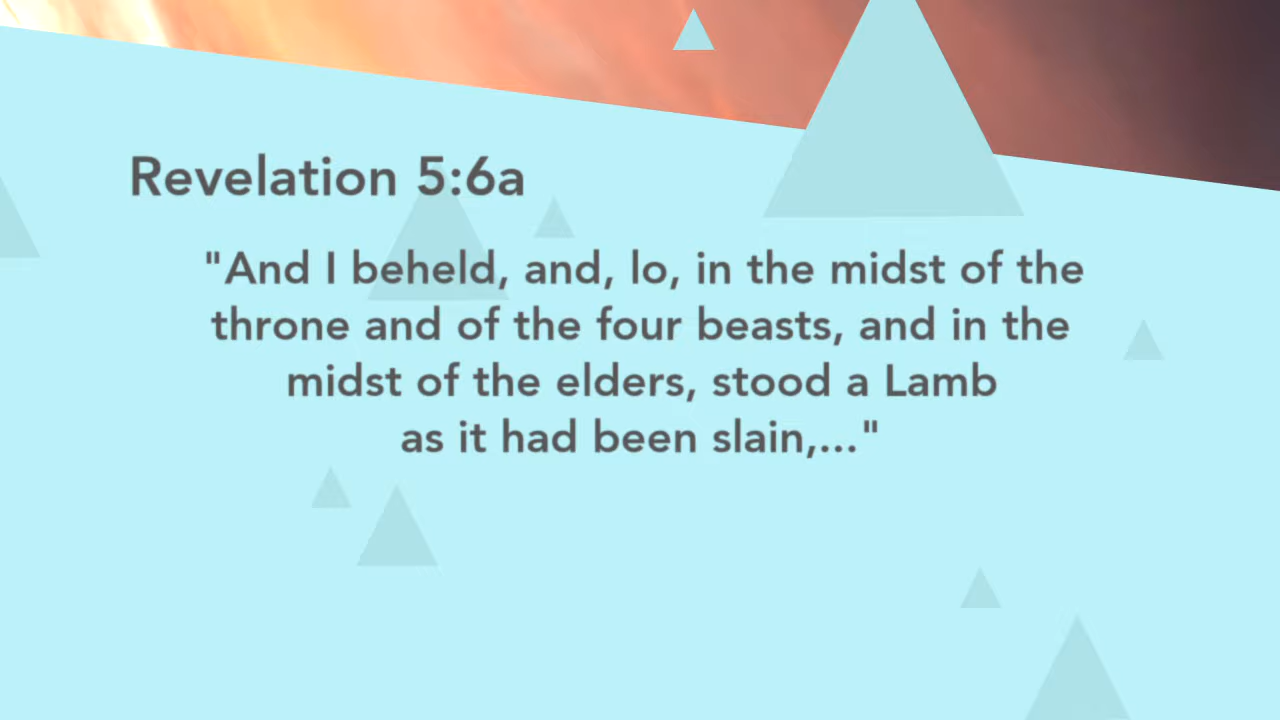 Revelation 5:6a
"And I beheld, and, lo, in the midst of the
throne and of the four beasts, and in the
midst of the elders, stood a Lamb
as it had been slain,..."